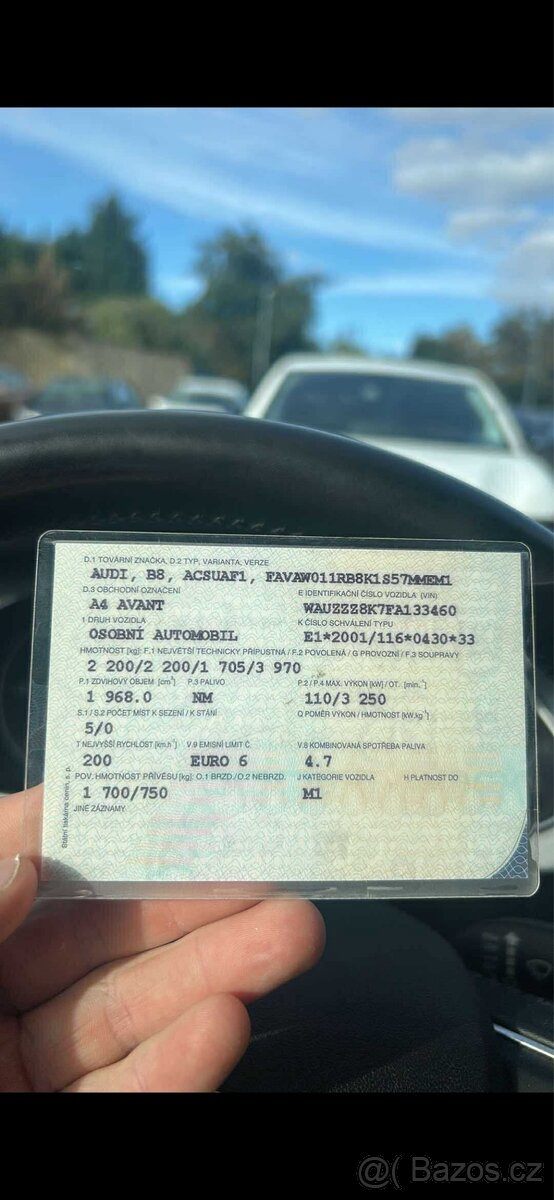 D.1 TOVÁRNÍ ZNAČKA, D.2 TYP, VARIANTA, VERZE
AUDI, B8, ACSUAF1, FAVAW011RB8K1S57MMEM1
D.3 OBCHODNÍ OZNAČENÍ E IDENTIFIKAČNÍ ČÍSLO VOZIDLA (VIN)
A4 AVANT WAUZZZ8K7FA133460
1 DRUH VOZIDLA K ČÍSLO SCHVÁLENÍ TYPU
OSOBNÍ AUTOMOBIL E1*2001/116*0430*33
HMOTNOST [kg]: F.1 NEJVĚTŠÍ TECHNICKY PŘÍPUSTNÁ / F.2 POVOLENÁ / G PROVOZNÍ / F.3 SOUPRAVY
2 200/2 200/1 705/3 970
P.1 ZDVIHOVÝ OBJEM [cm³] P.3 PALIVO P.2 / P.4 MAX. VÝKON [kW] / OT. [min.⁻¹]
1 968.0 NM 110/3 250
S.1 / S.2 POČET MÍST K SEZENÍ / K STÁNÍ Q POMĚR VÝKON / HMOTNOST [kW.kg⁻¹]
5/0
T NEJVYŠŠÍ RYCHLOST [km.h⁻¹] V.9 EMISNÍ LIMIT Č. V.8 KOMBINOVANÁ SPOTŘEBA PALIVA
200 EURO 6 4.7
POV. HMOTNOST PŘÍVĚSU [kg]: O.1 BRZD./O.2 NEBRZD. J KATEGORIE VOZIDLA H PLATNOST DO
1 700/750 M1
JINÉ ZÁZNAMY
Státní tiskárna cenin, s. p.
@( Bazos.cz